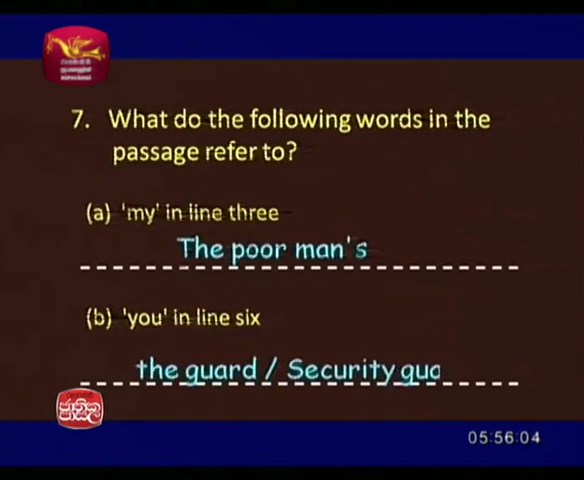 7. What do the following words in the
passage refer to?
(a) 'my' in line three
The poor man's
(b) 'you' in line six
the guard / Security gua
05:56:04